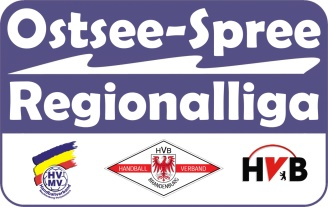 Ostsee-Spree
Regionalliga
HV
MV
HVB
HANDBALL VERBAND
BRANDENBURG
HVB